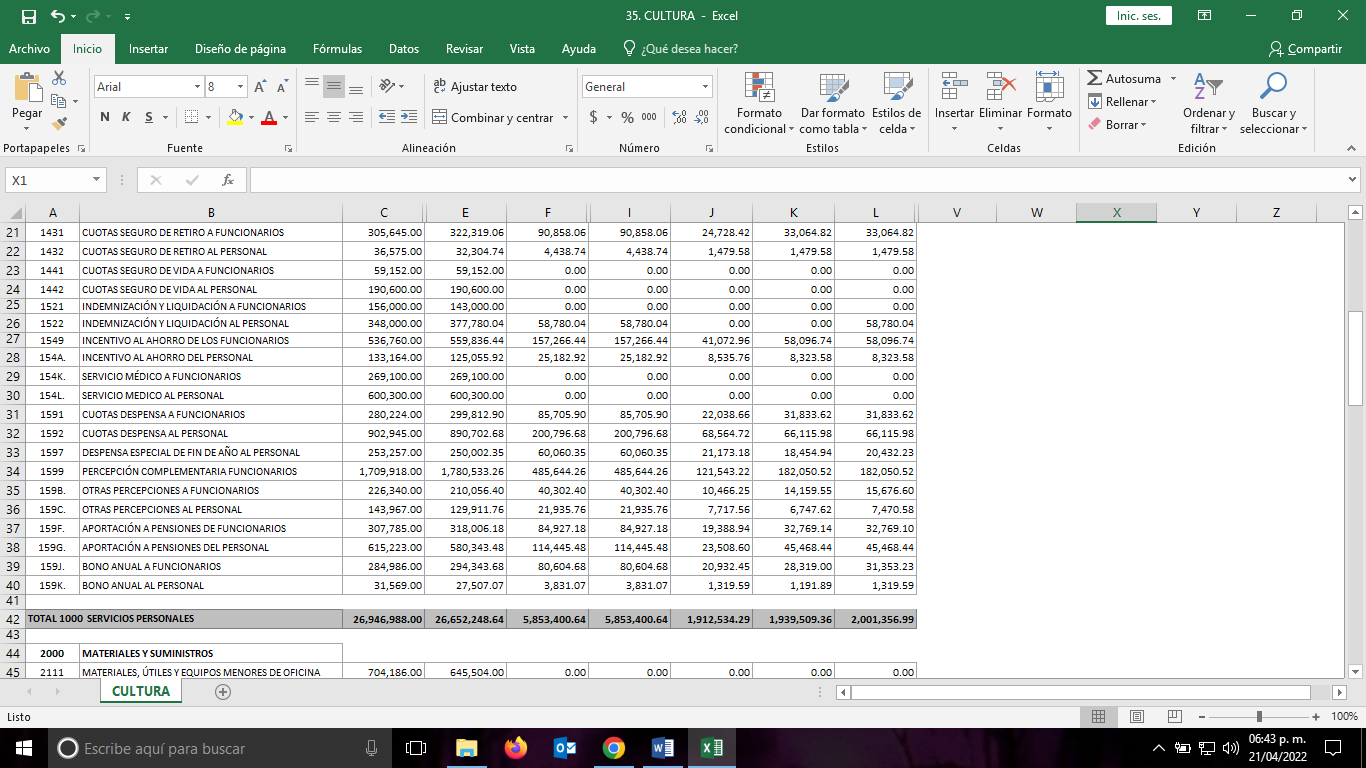 35. CULTURA - Excel
Inic. ses.
Archivo Inicio Insertar Diseño de página Fórmulas Datos Revisar Vista Ayuda ¿Qué desea hacer? Compartir
Pegar
Arial 8
N K S
Ajustar texto
Combinar y centrar
General
$ % 000
Formato condicional
Dar formato como tabla
Estilos de celda
Insertar Eliminar Formato
Autosuma
Rellenar
Borrar
Ordenar y filtrar
Buscar y seleccionar
Portapapeles Fuente Alineación Número Estilos Celdas Edición
X1 fx
A B C E F I J K L V W X Y Z
21 1431 CUOTAS SEGURO DE RETIRO A FUNCIONARIOS 305,645.00 322,319.06 90,858.06 90,858.06 24,728.42 33,064.82 33,064.82
22 1432 CUOTAS SEGURO DE RETIRO AL PERSONAL 36,575.00 32,304.74 4,438.74 4,438.74 1,479.58 1,479.58 1,479.58
23 1441 CUOTAS SEGURO DE VIDA A FUNCIONARIOS 59,152.00 59,152.00 0.00 0.00 0.00 0.00 0.00
24 1442 CUOTAS SEGURO DE VIDA AL PERSONAL 190,600.00 190,600.00 0.00 0.00 0.00 0.00 0.00
25 1521 INDEMNIZACIÓN Y LIQUIDACIÓN A FUNCIONARIOS 156,000.00 143,000.00 0.00 0.00 0.00 0.00 0.00
26 1522 INDEMNIZACIÓN Y LIQUIDACIÓN AL PERSONAL 348,000.00 377,780.04 58,780.04 58,780.04 0.00 0.00 58,780.04
27 1549 INCENTIVO AL AHORRO DE LOS FUNCIONARIOS 536,760.00 559,836.44 157,266.44 157,266.44 41,072.96 58,096.74 58,096.74
28 154A. INCENTIVO AL AHORRO DEL PERSONAL 133,164.00 125,055.92 25,182.92 25,182.92 8,535.76 8,323.58 8,323.58
29 154K. SERVICIO MÉDICO A FUNCIONARIOS 269,100.00 269,100.00 0.00 0.00 0.00 0.00 0.00
30 154L. SERVICIO MEDICO AL PERSONAL 600,300.00 600,300.00 0.00 0.00 0.00 0.00 0.00
31 1591 CUOTAS DESPENSA A FUNCIONARIOS 280,224.00 299,812.90 85,705.90 85,705.90 22,038.66 31,833.62 31,833.62
32 1592 CUOTAS DESPENSA AL PERSONAL 902,945.00 890,702.68 200,796.68 200,796.68 68,564.72 66,115.98 66,115.98
33 1597 DESPENSA ESPECIAL DE FIN DE AÑO AL PERSONAL 253,257.00 250,002.35 60,060.35 60,060.35 21,173.18 18,454.94 20,432.23
34 1599 PERCEPCIÓN COMPLEMENTARIA FUNCIONARIOS 1,709,918.00 1,780,533.26 485,644.26 485,644.26 121,543.22 182,050.52 182,050.52
35 159B. OTRAS PERCEPCIONES A FUNCIONARIOS 226,340.00 210,056.40 40,302.40 40,302.40 10,466.25 14,159.55 15,676.60
36 159C. OTRAS PERCEPCIONES AL PERSONAL 143,967.00 129,911.76 21,935.76 21,935.76 7,717.56 6,747.62 7,470.58
37 159F. APORTACIÓN A PENSIONES DE FUNCIONARIOS 307,785.00 318,006.18 84,927.18 84,927.18 19,388.94 32,769.14 32,769.10
38 159G. APORTACIÓN A PENSIONES DEL PERSONAL 615,223.00 580,343.48 114,445.48 114,445.48 23,508.60 45,468.44 45,468.44
39 159J. BONO ANUAL A FUNCIONARIOS 284,986.00 294,343.68 80,604.68 80,604.68 20,932.45 28,319.00 31,353.23
40 159K. BONO ANUAL AL PERSONAL 31,569.00 27,507.07 3,831.07 3,831.07 1,319.59 1,191.89 1,319.59
41
42 TOTAL 1000 SERVICIOS PERSONALES 26,946,988.00 26,652,248.64 5,853,400.64 5,853,400.64 1,912,534.29 1,939,509.36 2,001,356.99
43
44 2000 MATERIALES Y SUMINISTROS
45 2111 MATERIALES, ÚTILES Y EQUIPOS MENORES DE OFICINA 704,186.00 645,504.00 0.00 0.00 0.00 0.00 0.00
CULTURA
Listo 100%
Escribe aquí para buscar
06:43 p. m.
21/04/2022